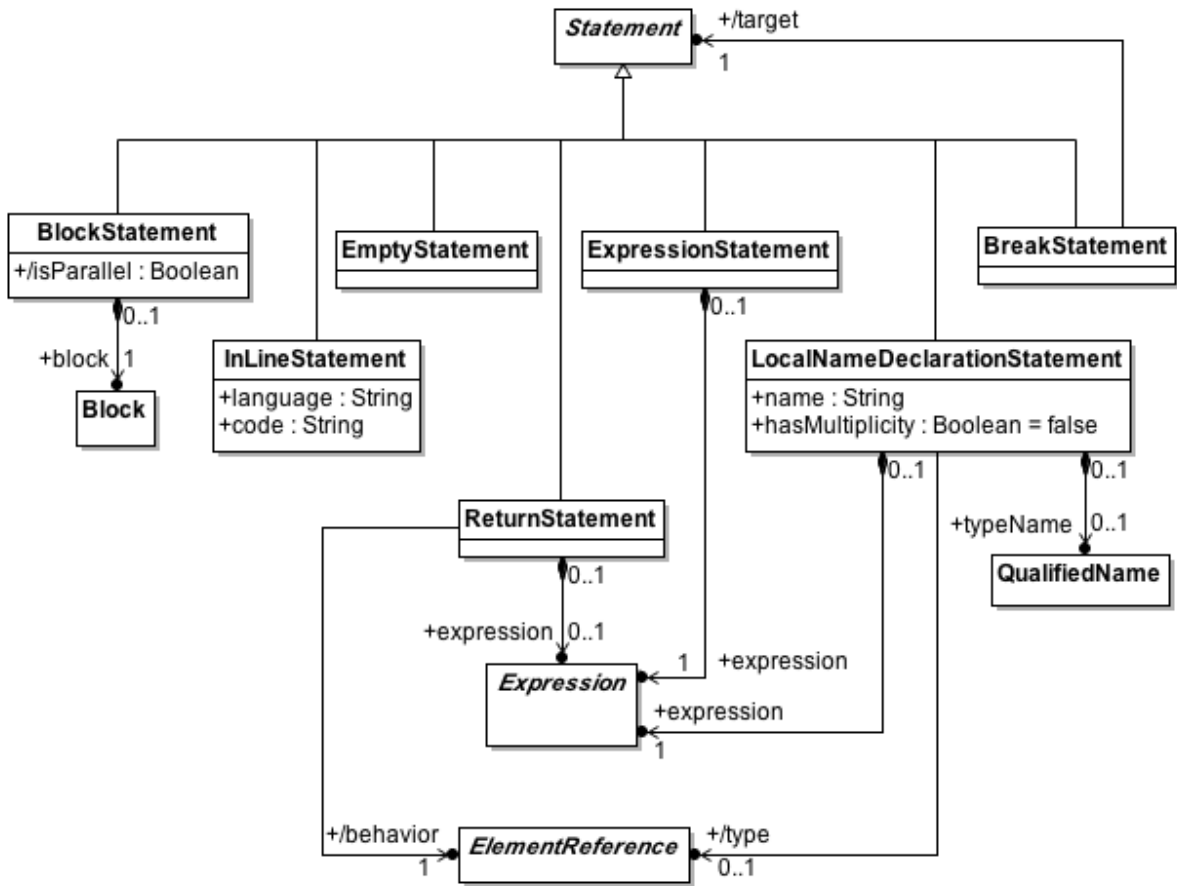 Statement
+/target
1
BlockStatement
+/isParallel : Boolean
0..1
+block
1
Block
InLineStatement
+language : String
+code : String
EmptyStatement
ExpressionStatement
0..1
BreakStatement
LocalNameDeclarationStatement
+name : String
+hasMultiplicity : Boolean = false
0..1
0..1
+typeName
0..1
QualifiedName
ReturnStatement
0..1
+expression
0..1
1
+expression
Expression
+expression
1
+/behavior
1
ElementReference
+/type
0..1